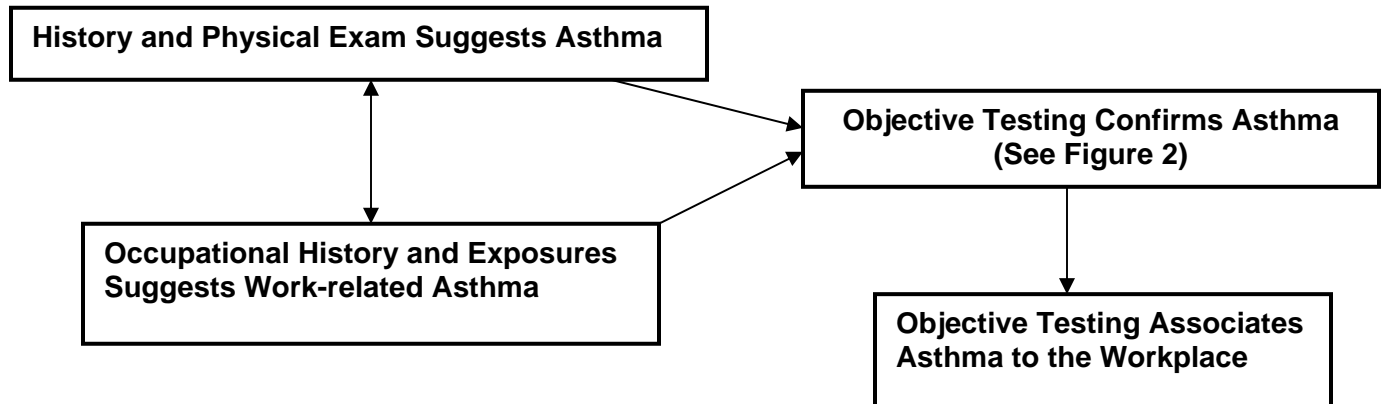 History and Physical Exam Suggests Asthma
Objective Testing Confirms Asthma
(See Figure 2)
Occupational History and Exposures
Suggests Work-related Asthma
Objective Testing Associates
Asthma to the Workplace